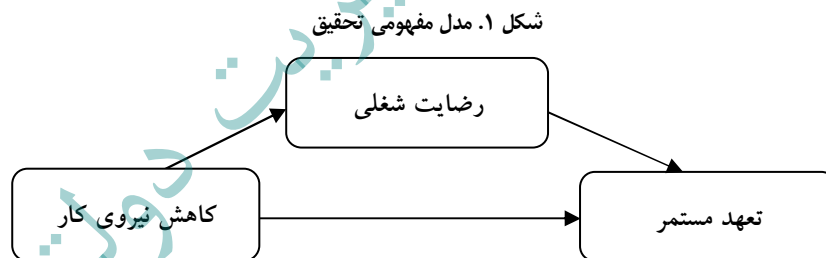 شکل ۱. مدل مفهومی تحقیق
رضایت شغلی
کاهش نیروی کار
تعهد مستمر